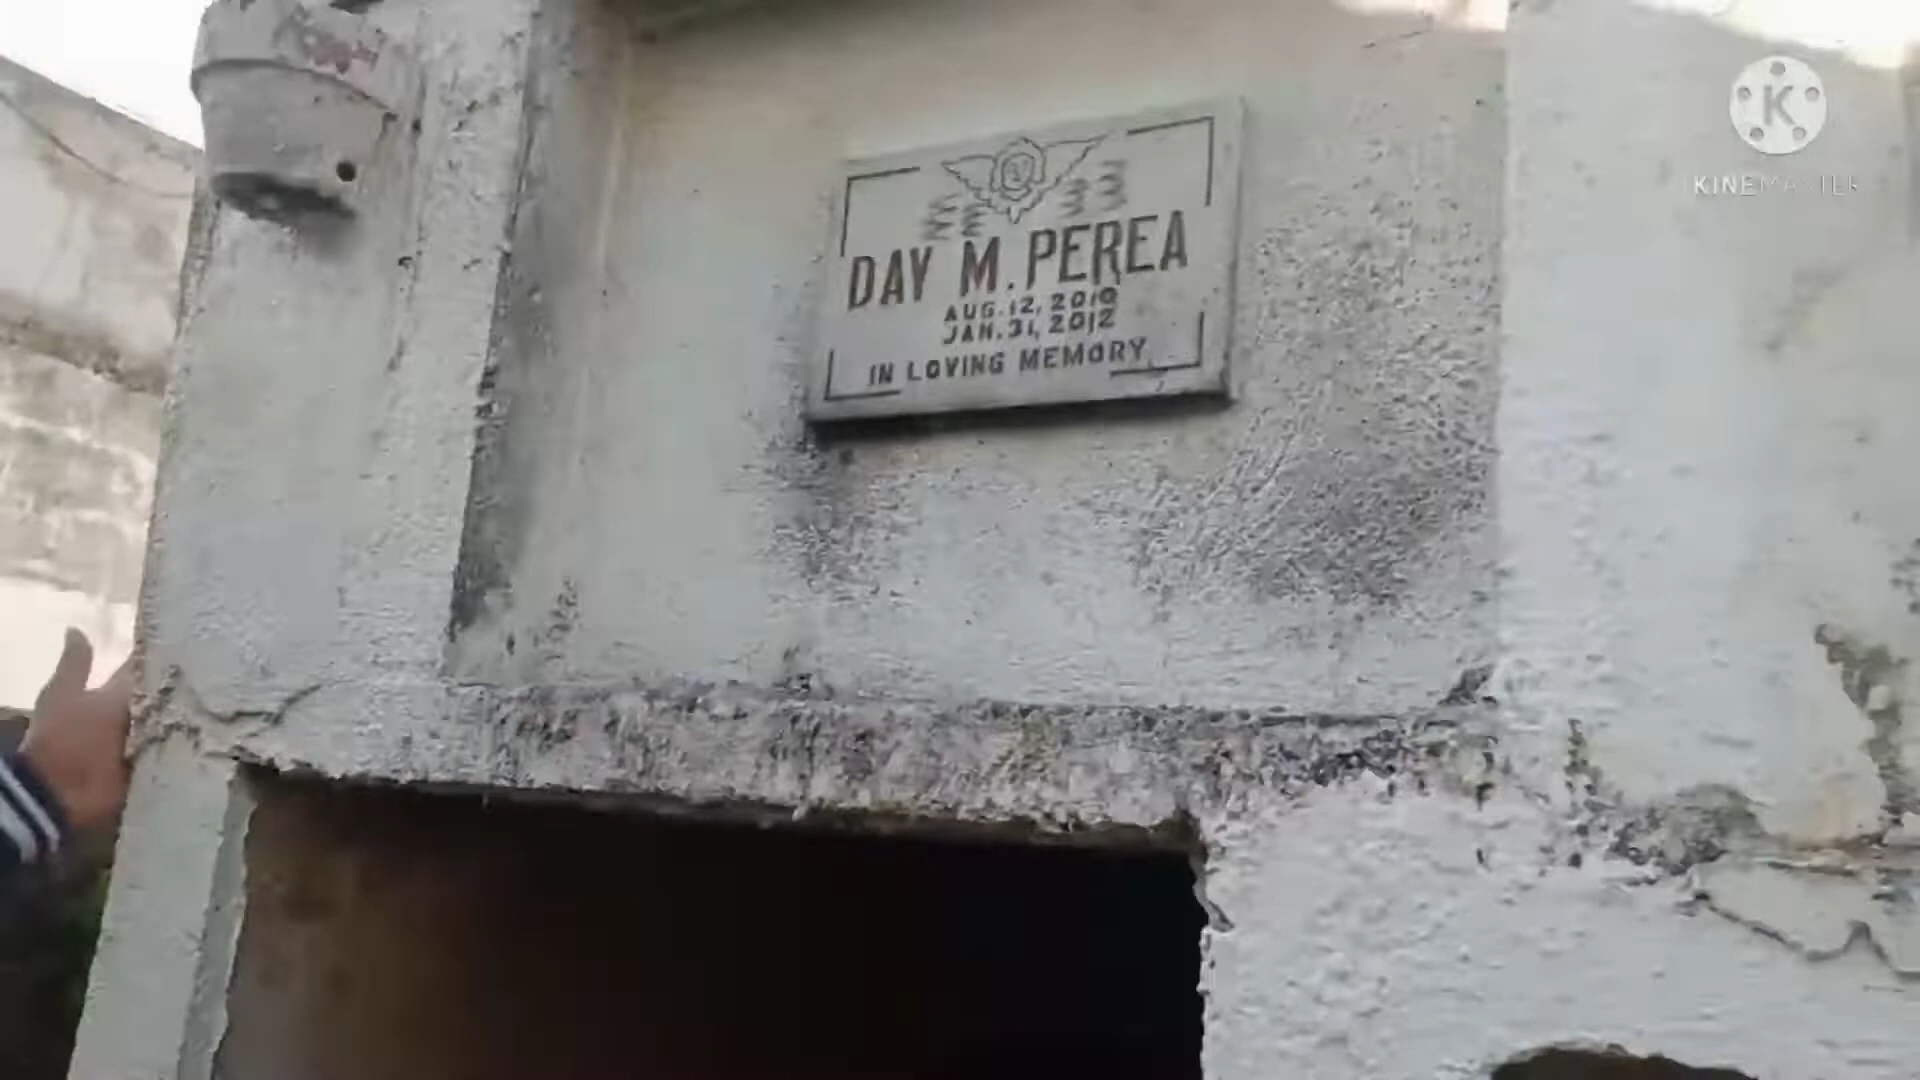 K
KINEMASTER
DAY M. PEREA
AUG. 12, 2010
JAN. 31, 2012
IN LOVING MEMORY